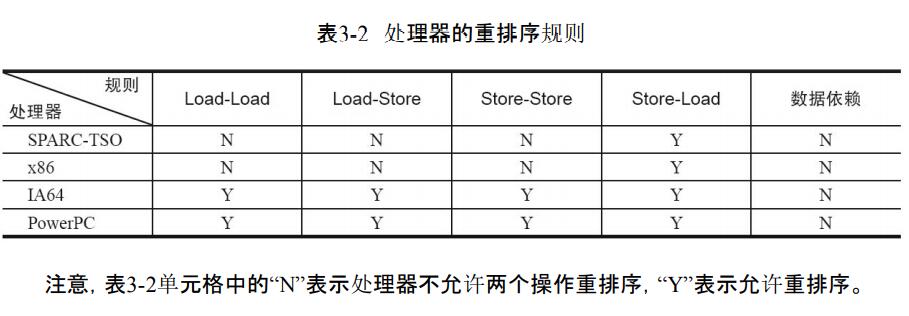 表3-2 处理器的重排序规则
规则
处理器 Load-Load Load-Store Store-Store Store-Load 数据依赖
SPARC-TSO N N N Y N
x86 N N N Y N
IA64 Y Y Y Y N
PowerPC Y Y Y Y N
注意，表3-2单元格中的“N”表示处理器不允许两个操作重排序，“Y”表示允许重排序。